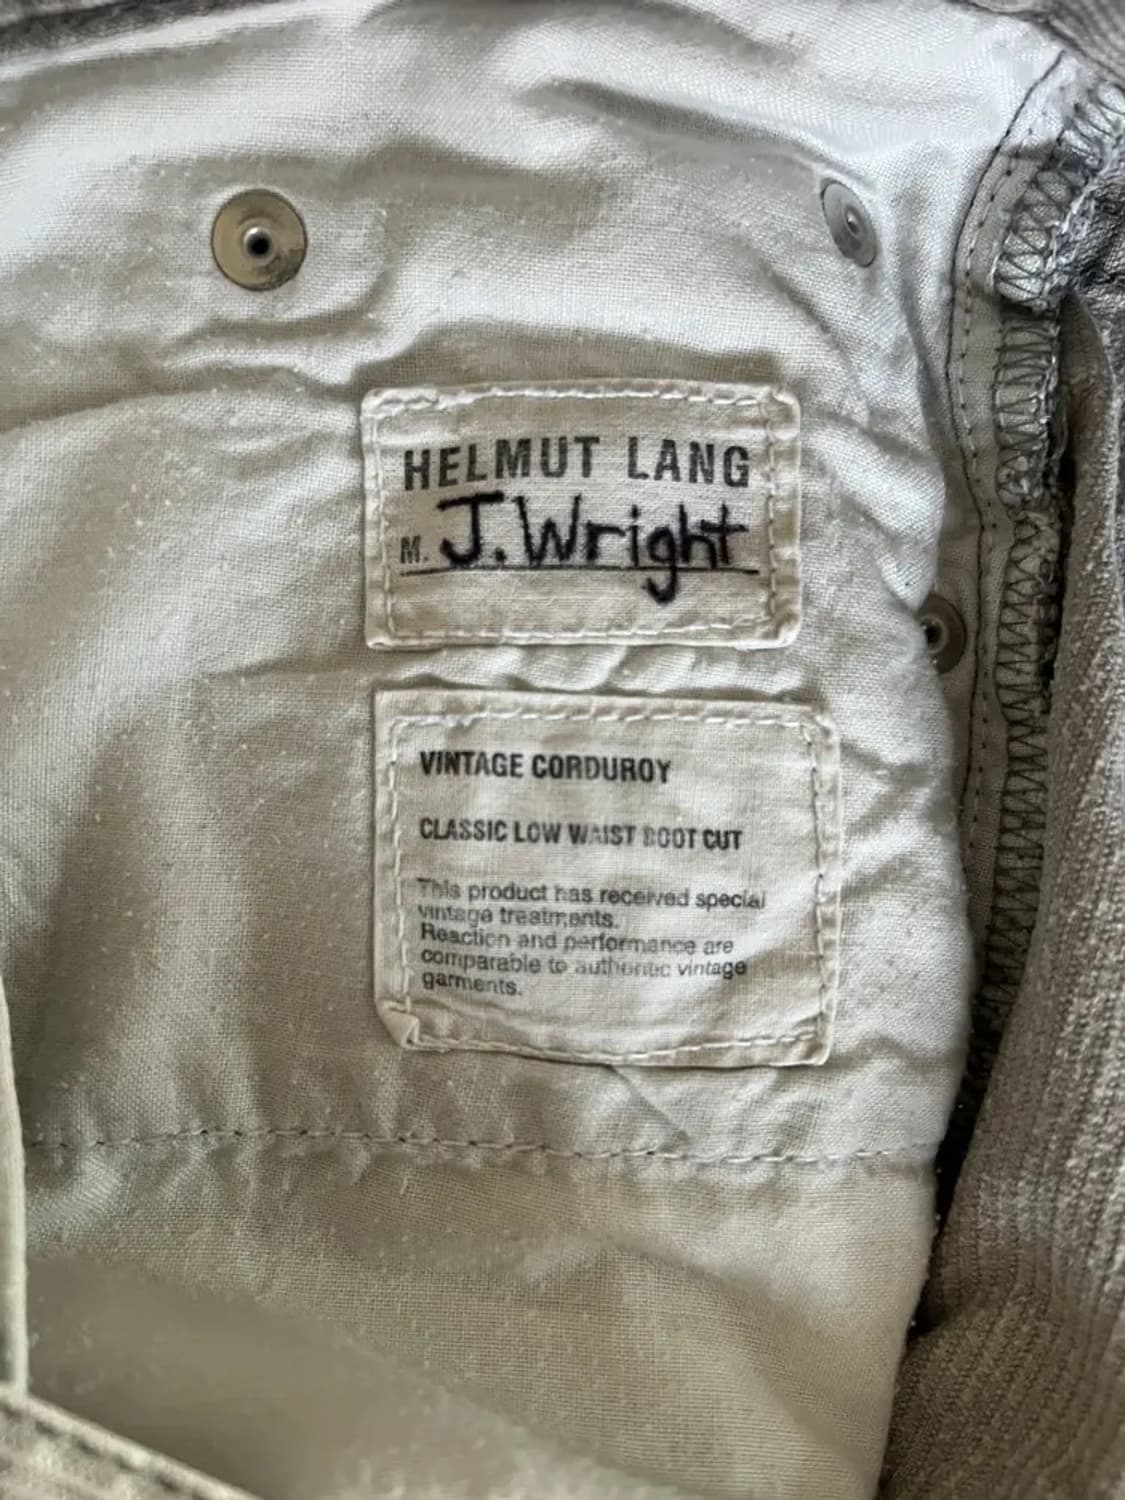 HELMUT LANG
M. J. Wright
VINTAGE CORDUROY
CLASSIC LOW WAIST BOOT CUT
This product has received special
vintage treatments.
Reaction and performance are
comparable to authentic vintage
garments.